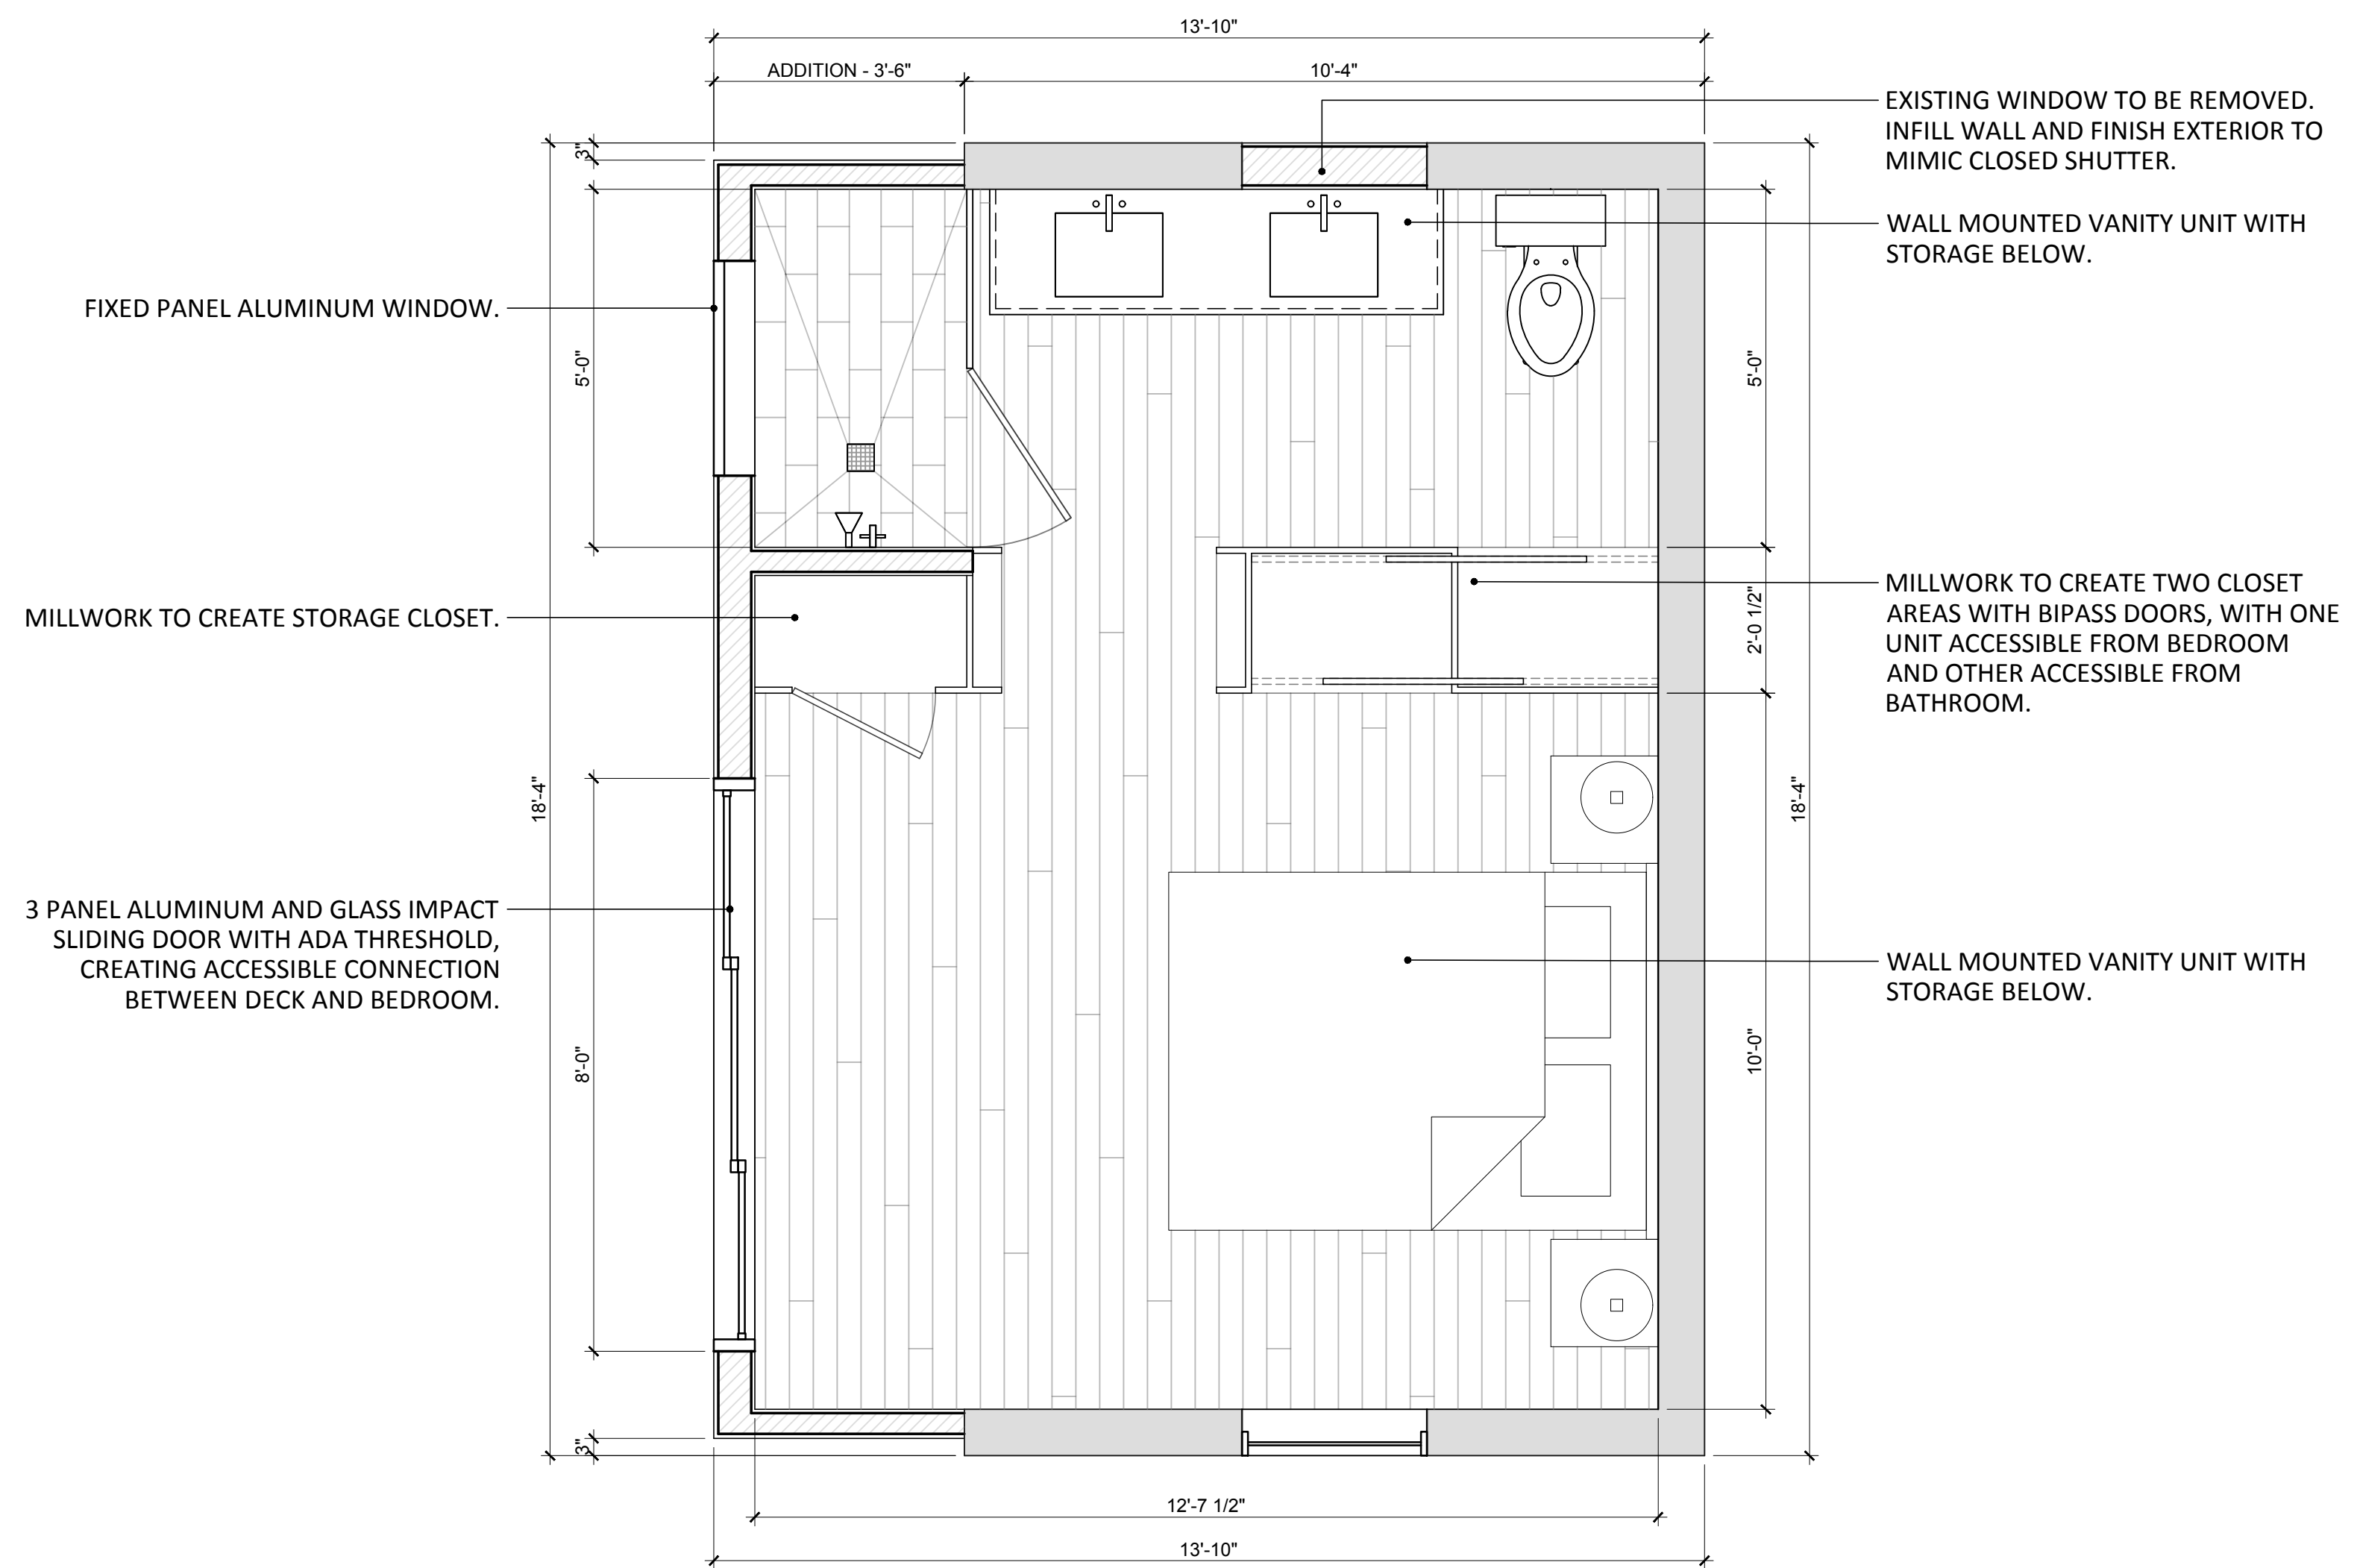 13'-10"
ADDITION - 3'-6"
10'-4"
EXISTING WINDOW TO BE REMOVED.
INFILL WALL AND FINISH EXTERIOR TO
MIMIC CLOSED SHUTTER.
3"
WALL MOUNTED VANITY UNIT WITH
STORAGE BELOW.
FIXED PANEL ALUMINUM WINDOW.
5'-0"
5'-0"
MILLWORK TO CREATE STORAGE CLOSET.
2'-0 1/2"
MILLWORK TO CREATE TWO CLOSET
AREAS WITH BIPASS DOORS, WITH ONE
UNIT ACCESSIBLE FROM BEDROOM
AND OTHER ACCESSIBLE FROM
BATHROOM.
18'-4"
18'-4"
3 PANEL ALUMINUM AND GLASS IMPACT
SLIDING DOOR WITH ADA THRESHOLD,
CREATING ACCESSIBLE CONNECTION
BETWEEN DECK AND BEDROOM.
WALL MOUNTED VANITY UNIT WITH
STORAGE BELOW.
8'-0"
10'-0"
3"
12'-7 1/2"
13'-10"